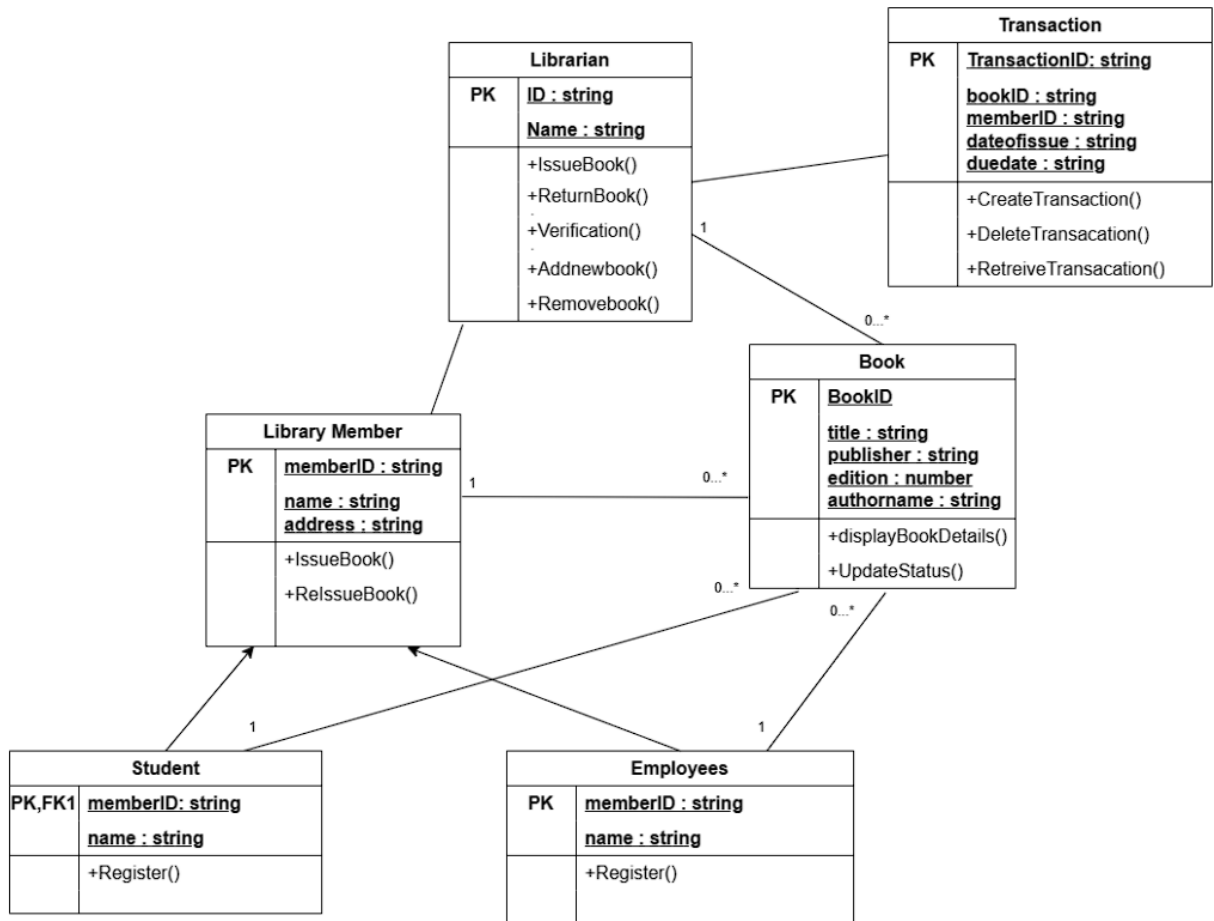 Transaction
PK TransactionID: string
bookID : string
memberID : string
dateofissue : string
duedate : string
+CreateTransaction()
+DeleteTransacation()
+RetreiveTransacation()
Librarian
PK ID : string
Name : string
+IssueBook()
+ReturnBook()
+Verification()
+Addnewbook()
+Removebook()
1
0...*
Book
PK BookID
title : string
publisher : string
edition : number
authorname : string
+displayBookDetails()
+UpdateStatus()
Library Member
PK memberID : string
name : string
address : string
+IssueBook()
+ReIssueBook()
1
0...*
0...*
0...*
1
1
Student
PK,FK1 memberID: string
name : string
+Register()
Employees
PK memberID : string
name : string
+Register()